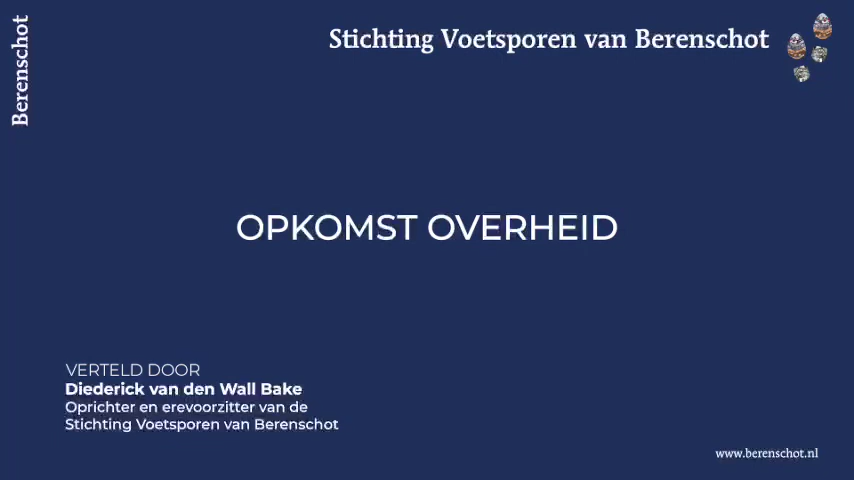 Berenschot
Stichting Voetsporen van Berenschot
OPKOMST OVERHEID
VERTELD DOOR
Diederick van den Wall Bake
Oprichter en erevoorzitter van de
Stichting Voetsporen van Berenschot
www.berenschot.nl